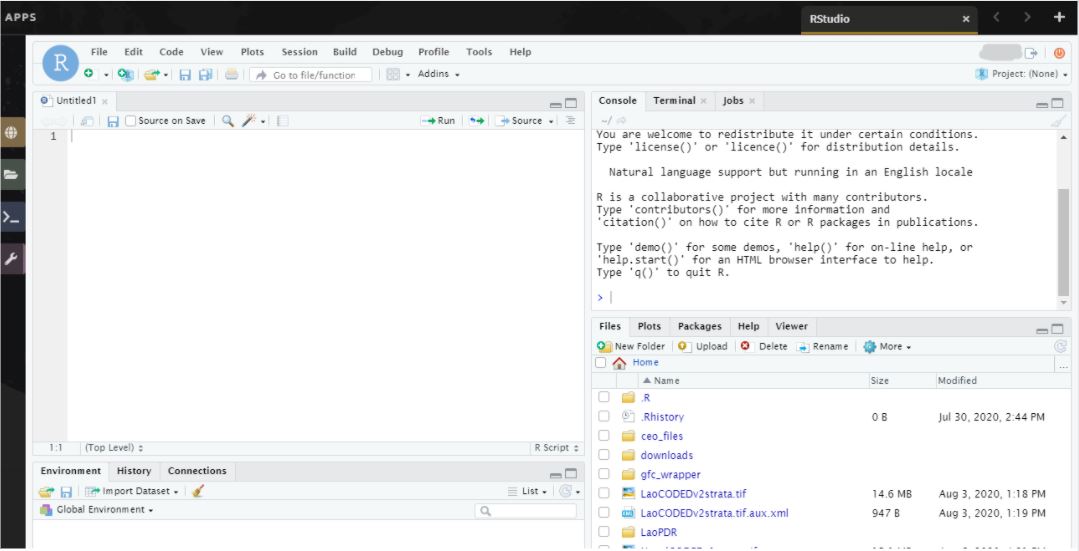 APPS
RStudio ×
R File Edit Code View Plots Session Build Debug Profile Tools Help
Go to file/function Addins Project: (None)
Untitled1 ×
Source on Save Run Source
1
1:1 (Top Level) R Script
Environment History Connections
Import Dataset List
Global Environment
Console Terminal × Jobs ×
~/
You are welcome to redistribute it under certain conditions.
Type 'license()' or 'licence()' for distribution details.
Natural language support but running in an English locale
R is a collaborative project with many contributors.
Type 'contributors()' for more information and
'citation()' on how to cite R or R packages in publications.
Type 'demo()' for some demos, 'help()' for on-line help, or
'help.start()' for an HTML browser interface to help.
Type 'q()' to quit R.
>
Files Plots Packages Help Viewer
New Folder Upload Delete Rename More
Home ...
Name Size Modified
.R
.Rhistory 0 B Jul 30, 2020, 2:44 PM
ceo_files
downloads
gfc_wrapper
LaoCODEDv2strata.tif 14.6 MB Aug 3, 2020, 1:18 PM
LaoCODEDv2strata.tif.aux.xml 947 B Aug 3, 2020, 1:19 PM
LaoPDR